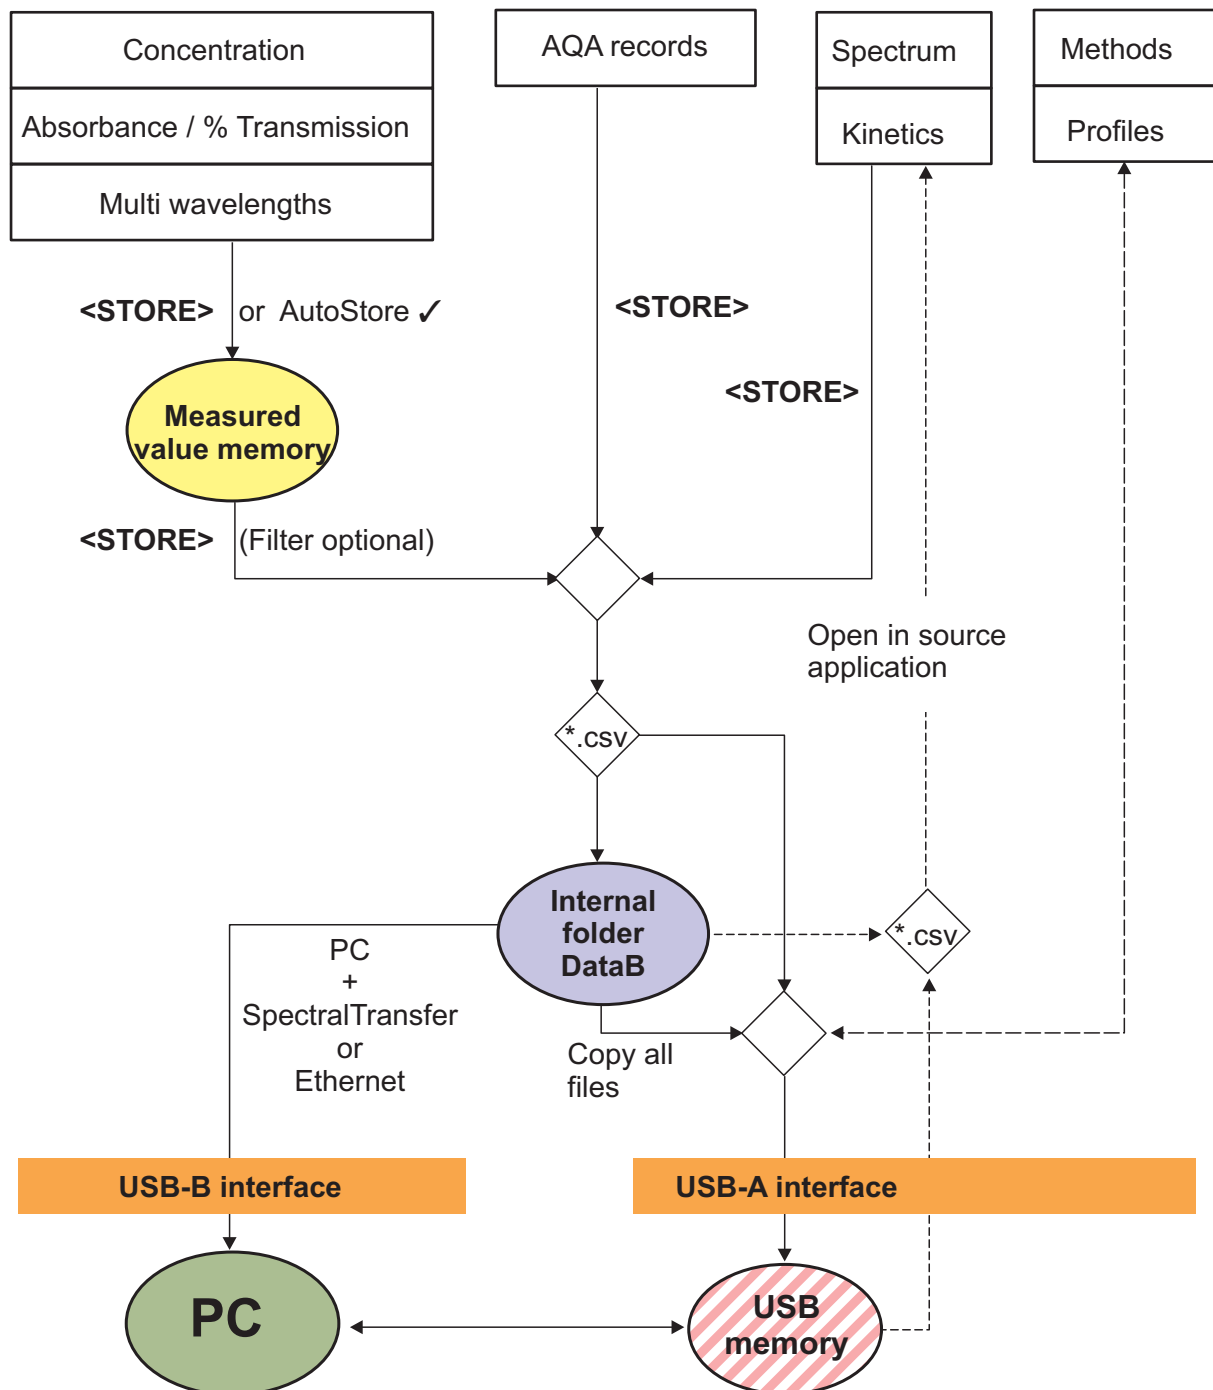 Concentration
Absorbance / % Transmission
Multi wavelengths
AQA records
Spectrum
Kinetics
Methods
Profiles
<STORE> or AutoStore ✓
<STORE>
<STORE>
Measured
value memory
<STORE> (Filter optional)
Open in source
application
*.csv
Internal
folder
DataB
*.csv
PC
+
SpectralTransfer
or
Ethernet
Copy all
files
USB-B interface
USB-A interface
PC
USB
memory